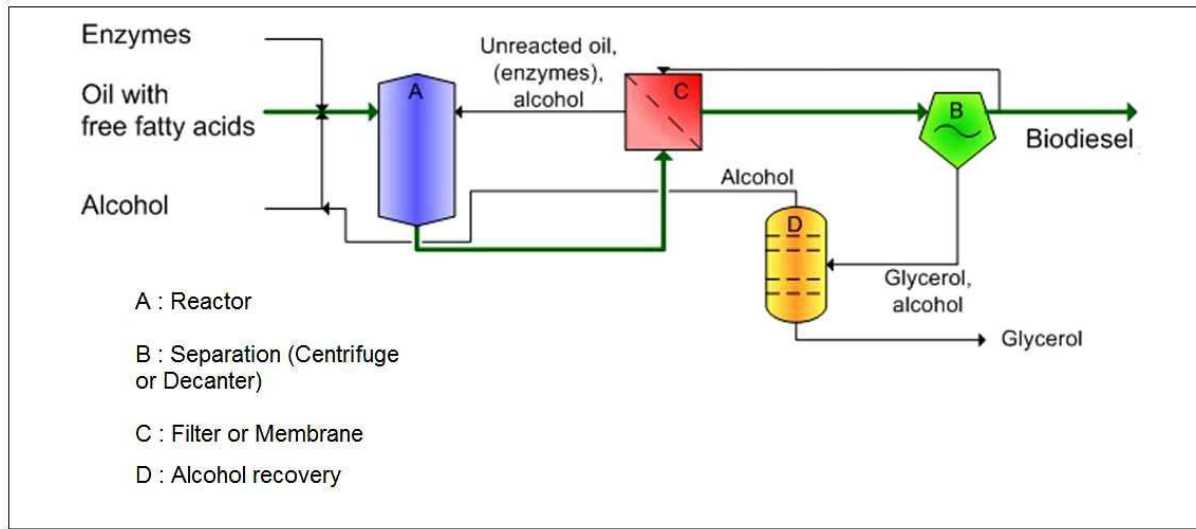 Enzymes
Oil with
free fatty acids
Alcohol
A
Unreacted oil,
(enzymes),
alcohol
C
B
Biodiesel
Alcohol
D
Glycerol,
alcohol
Glycerol
A : Reactor
B : Separation (Centrifuge
or Decanter)
C : Filter or Membrane
D : Alcohol recovery